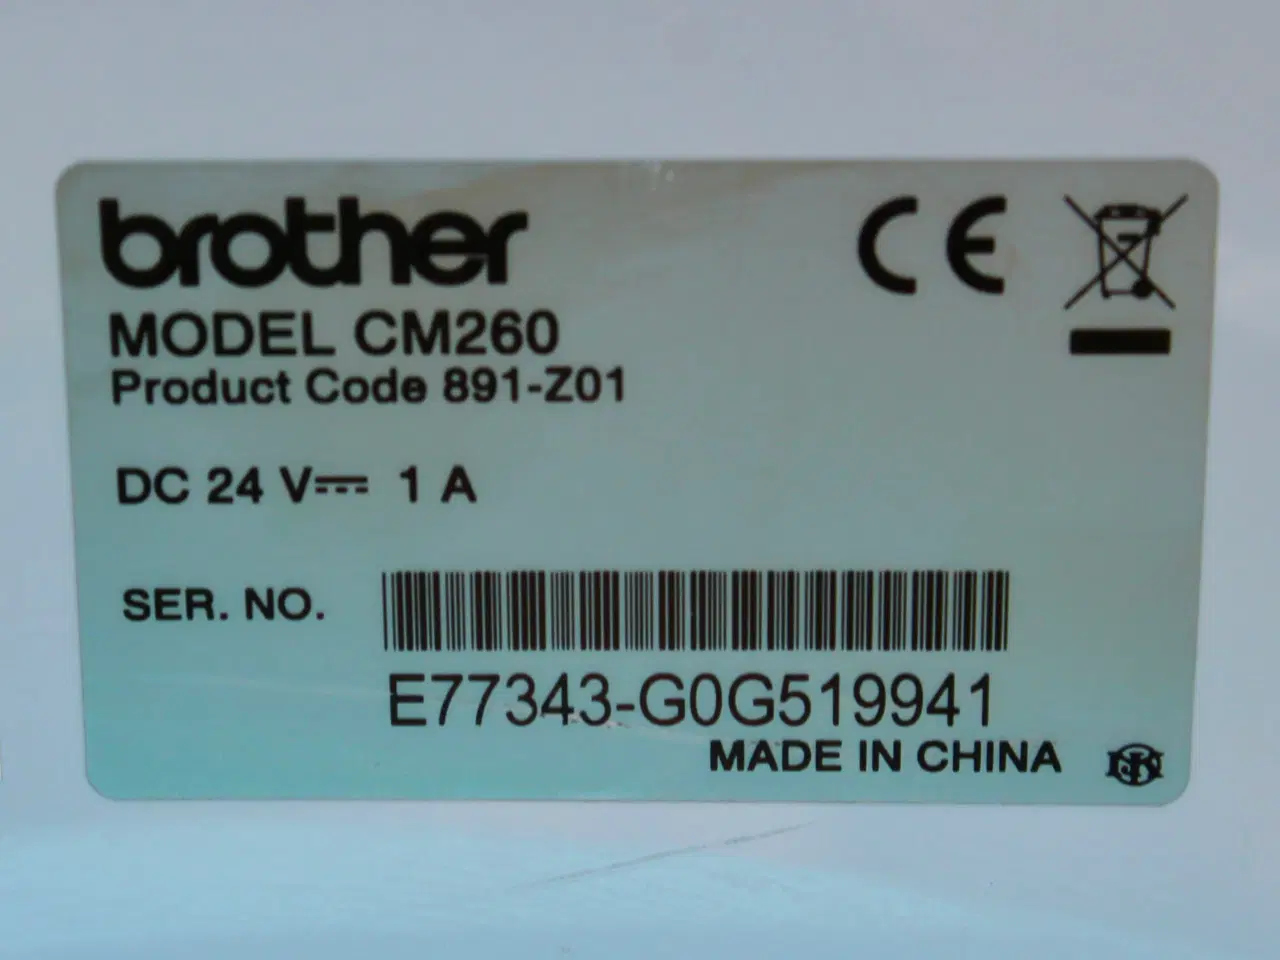 brother
CE
MODEL CM260
Product Code 891-Z01
DC 24 V⎓ 1 A
SER. NO.
E77343-G0G519941
MADE IN CHINA